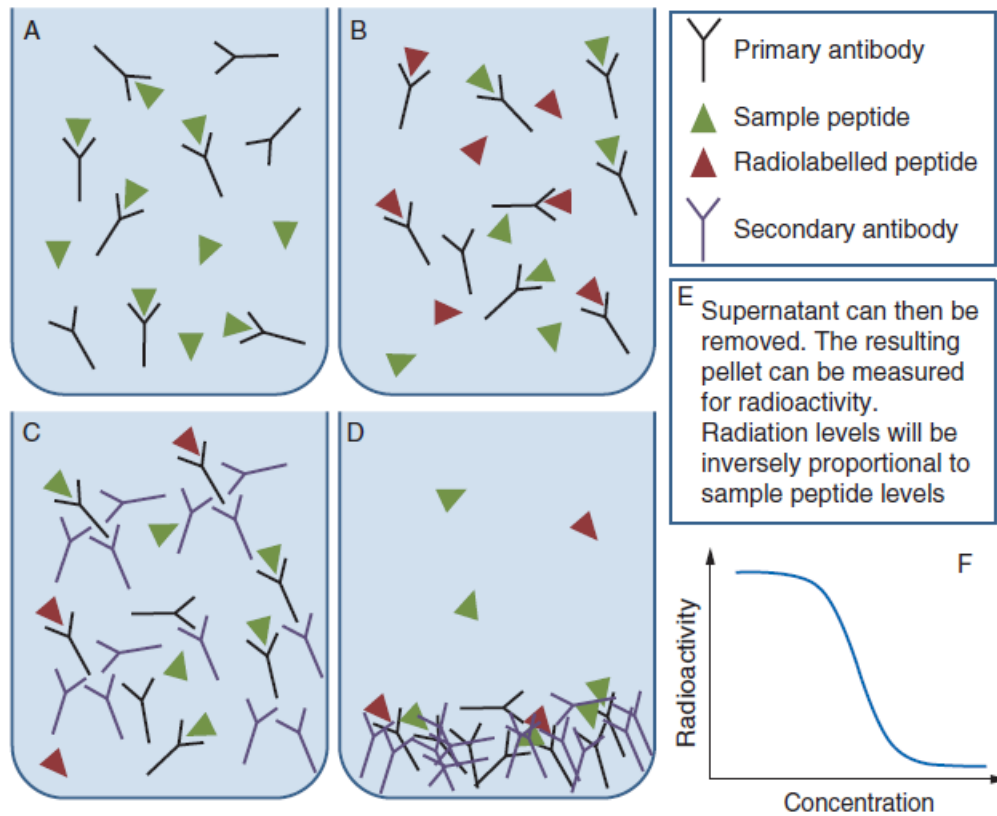 A
B
Primary antibody
Sample peptide
Radiolabelled peptide
Secondary antibody
C
D
E
Supernatant can then be
removed. The resulting
pellet can be measured
for radioactivity.
Radiation levels will be
inversely proportional to
sample peptide levels
F
Radioactivity
Concentration